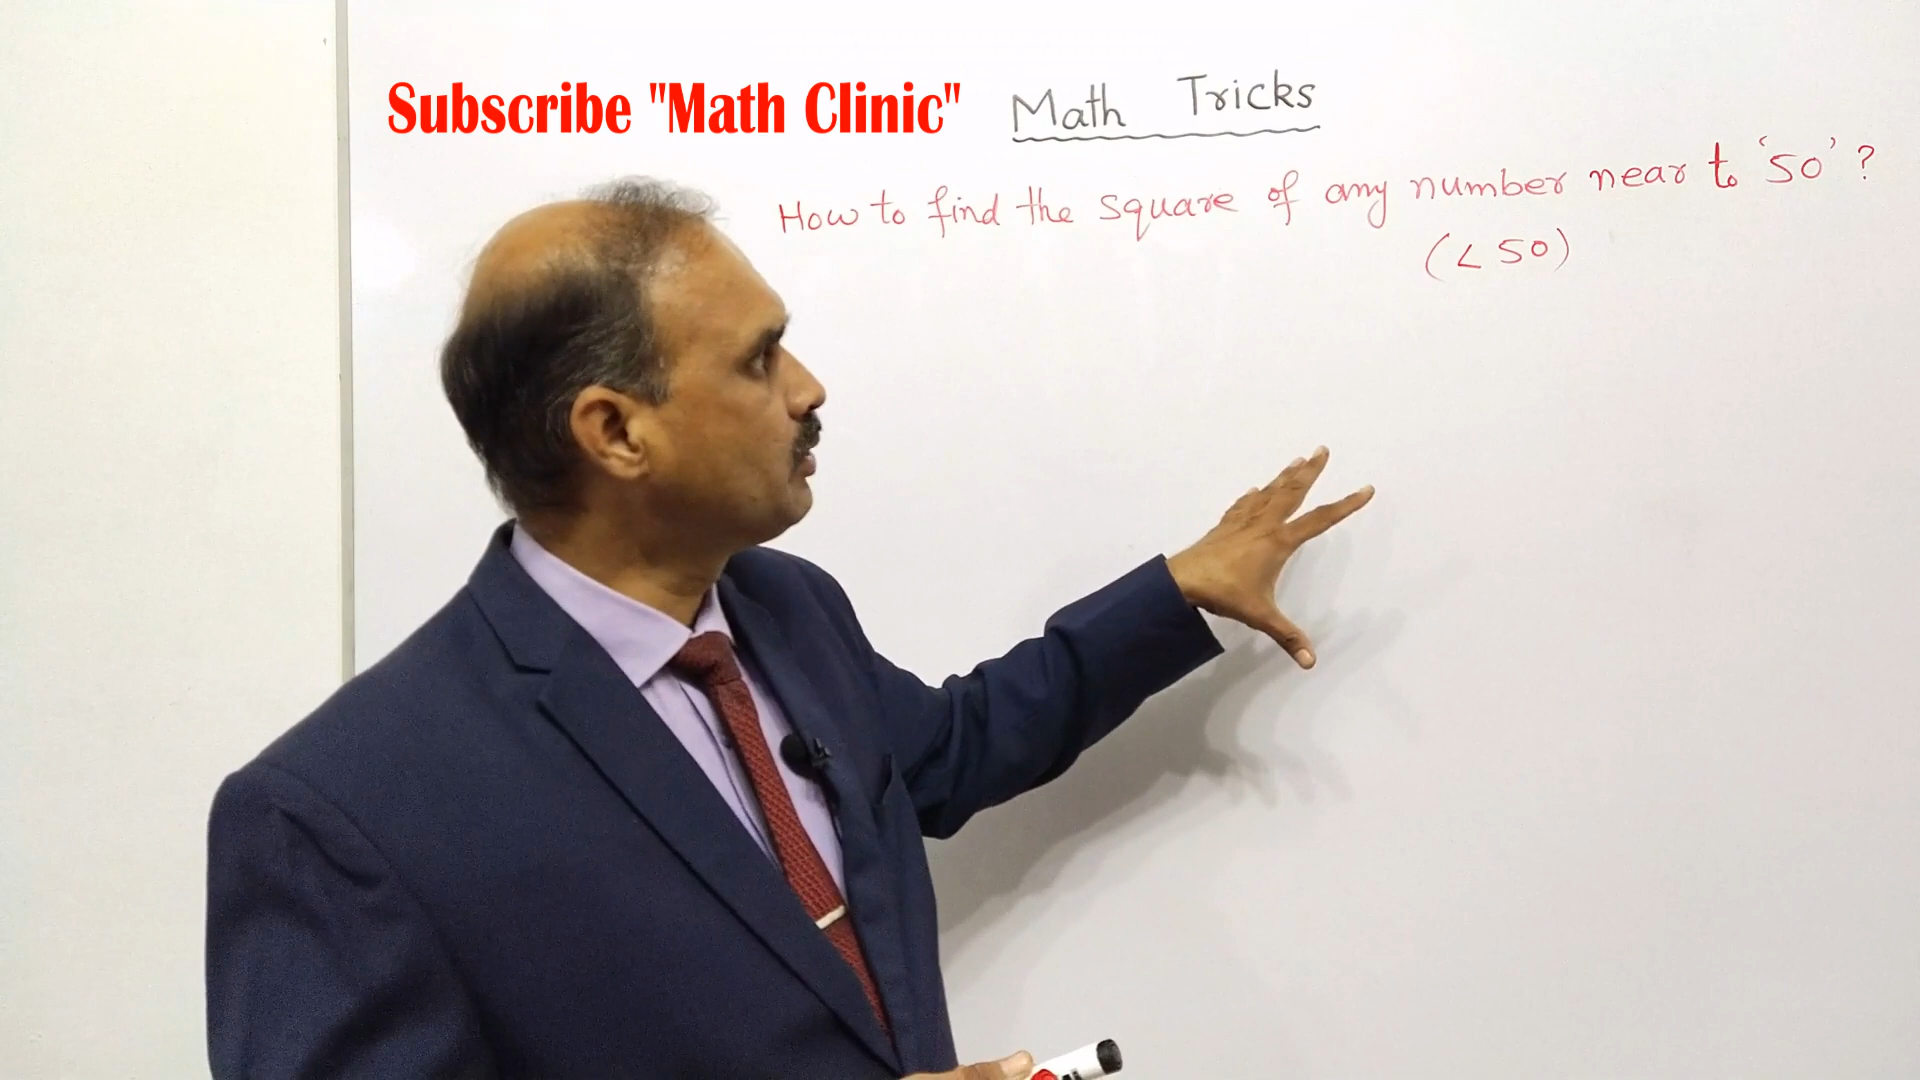 Subscribe "Math Clinic"
Math Tricks
How to find the square of any number near to '50' ?
(< 50)